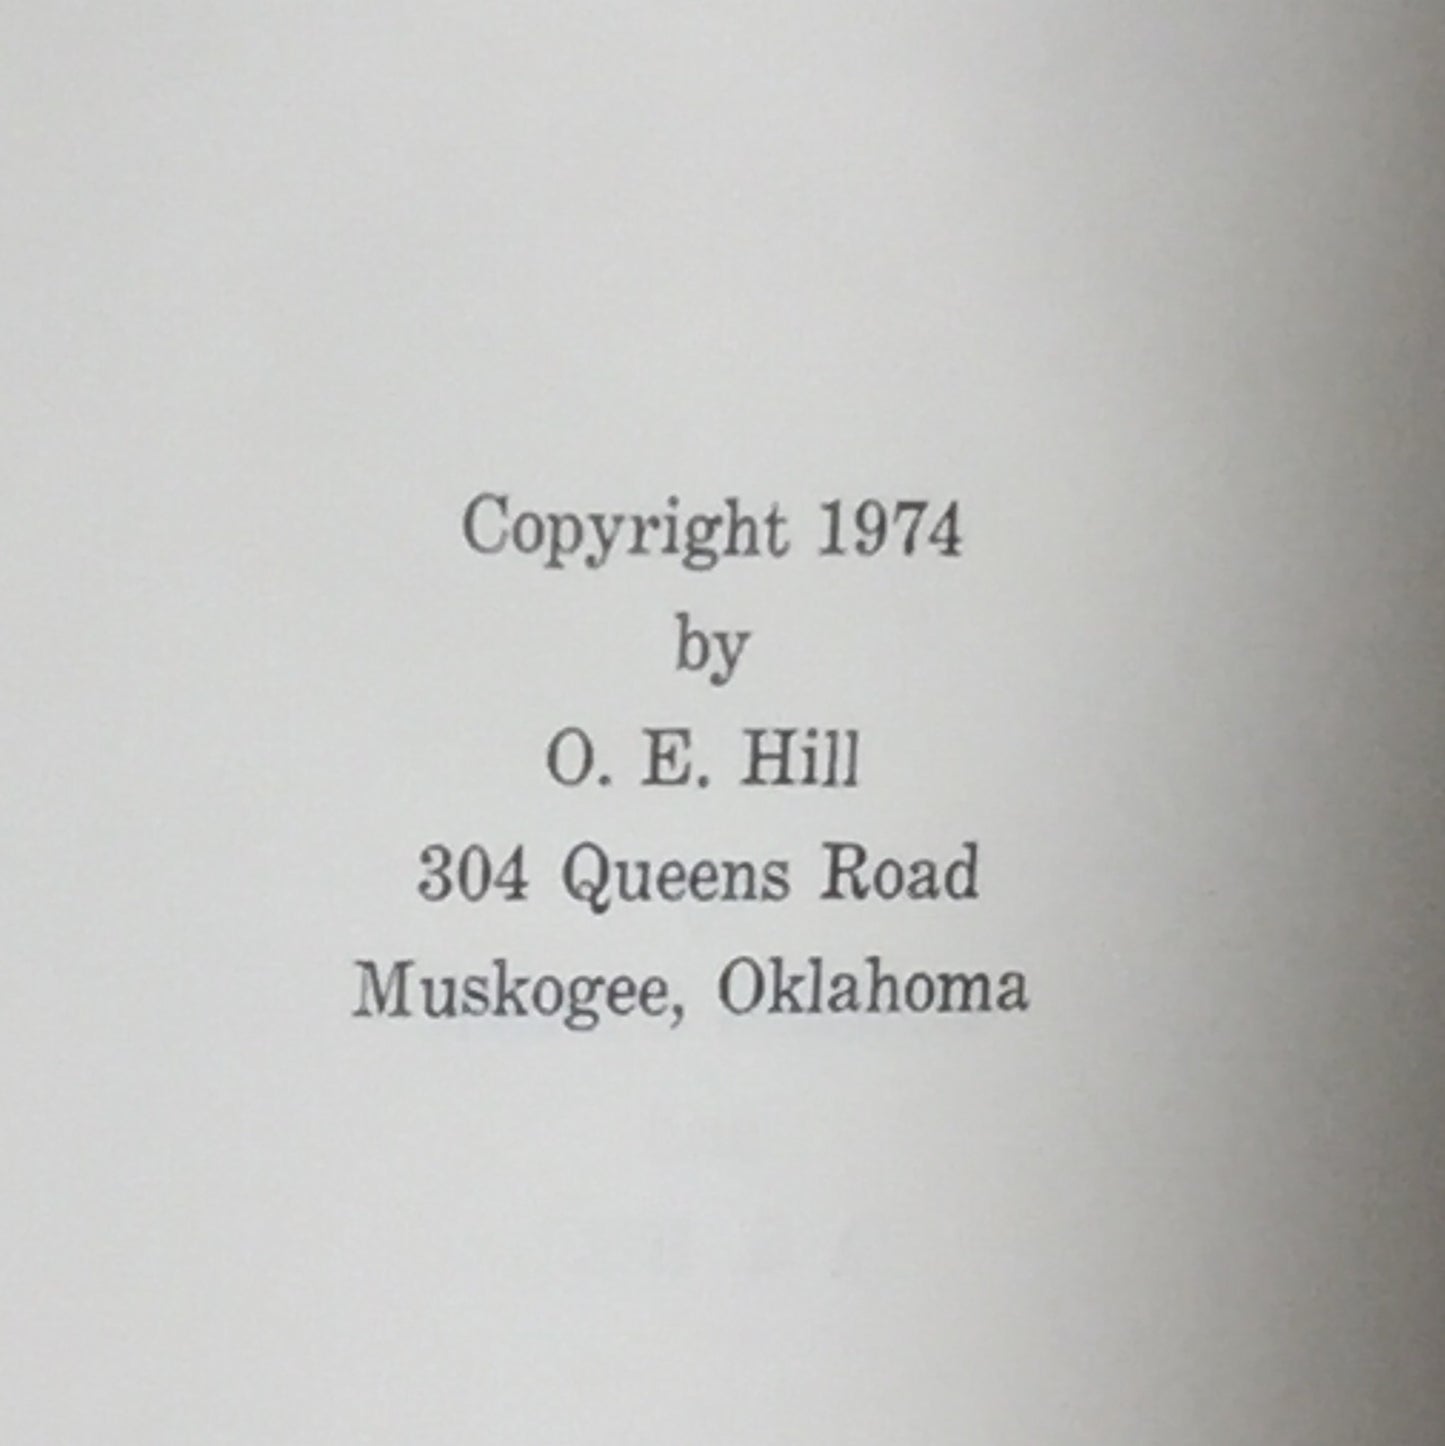 Copyright 1974
by
O. E. Hill
304 Queens Road
Muskogee, Oklahoma